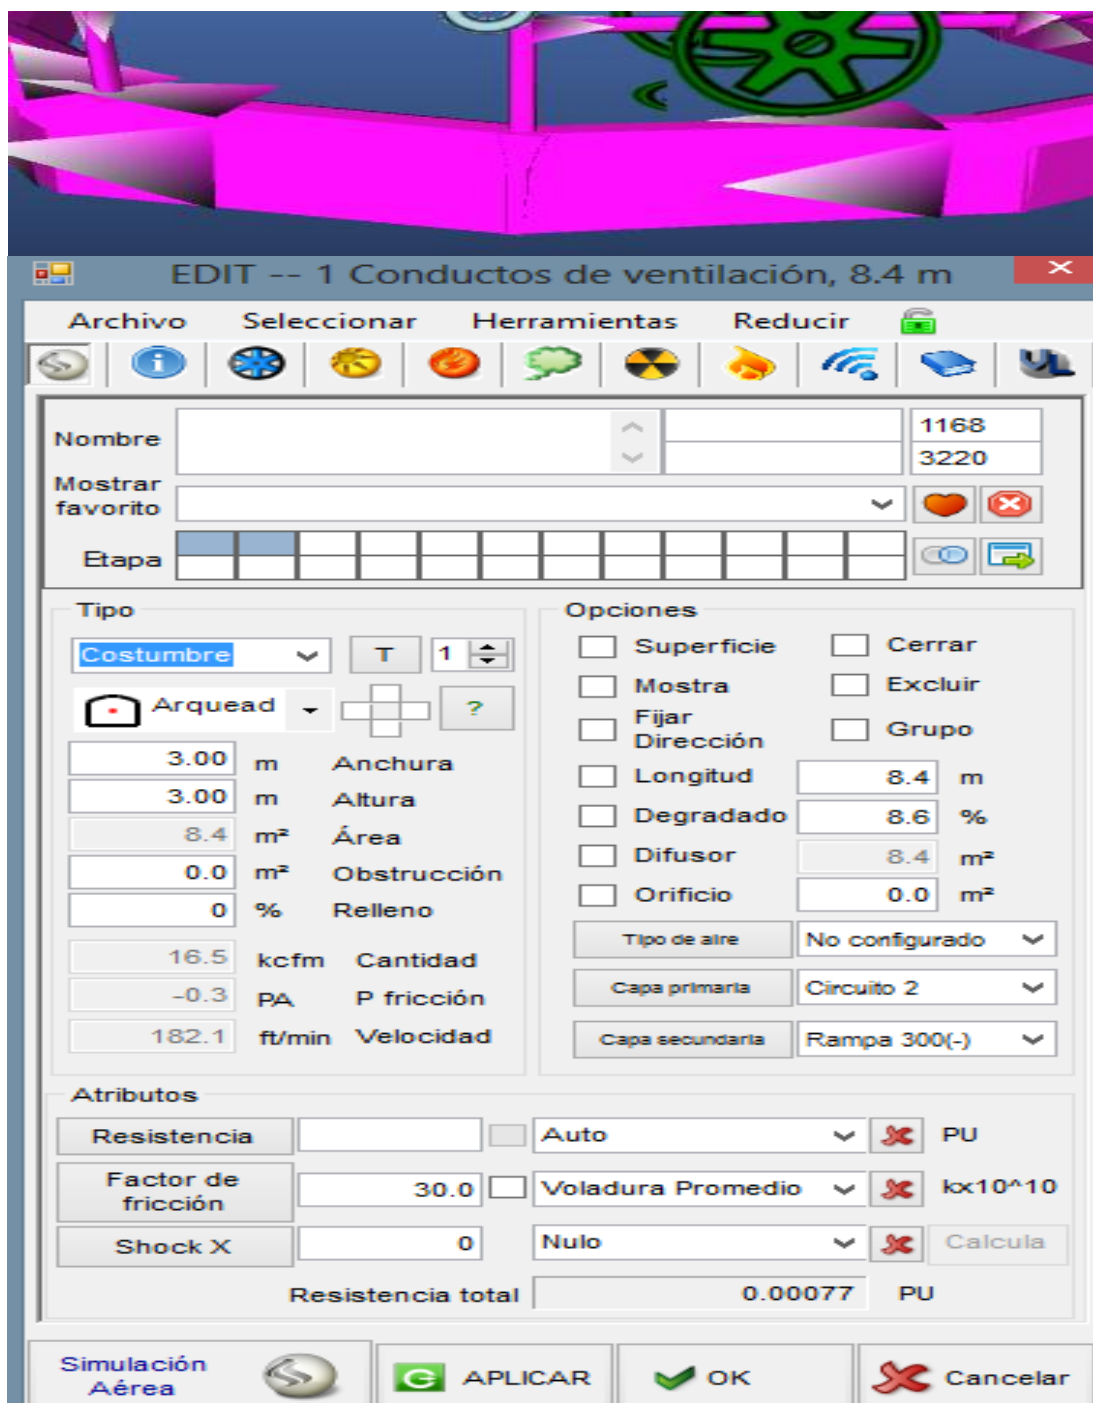 EDIT -- 1 Conductos de ventilación, 8.4 m
Archivo Seleccionar Herramientas Reducir
Nombre
1168
3220
Mostrar
favorito
Etapa
Tipo
Costumbre T 1
Arquead ?
3.00 m Anchura
3.00 m Altura
8.4 m² Área
0.0 m² Obstrucción
0 % Relleno
16.5 kcfm Cantidad
-0.3 PA P fricción
182.1 ft/min Velocidad
Opciones
Superficie Cerrar
Mostra Excluir
Fijar
Dirección Grupo
Longitud 8.4 m
Degradado 8.6 %
Difusor 8.4 m²
Orificio 0.0 m²
Tipo de aire No configurado
Capa primaria Circuito 2
Capa secundaria Rampa 300(-)
Atributos
Resistencia Auto PU
Factor de
fricción 30.0 Voladura Promedio kx10^10
Shock X 0 Nulo Calcula
Resistencia total 0.00077 PU
Simulación
Aérea
APLICAR OK Cancelar